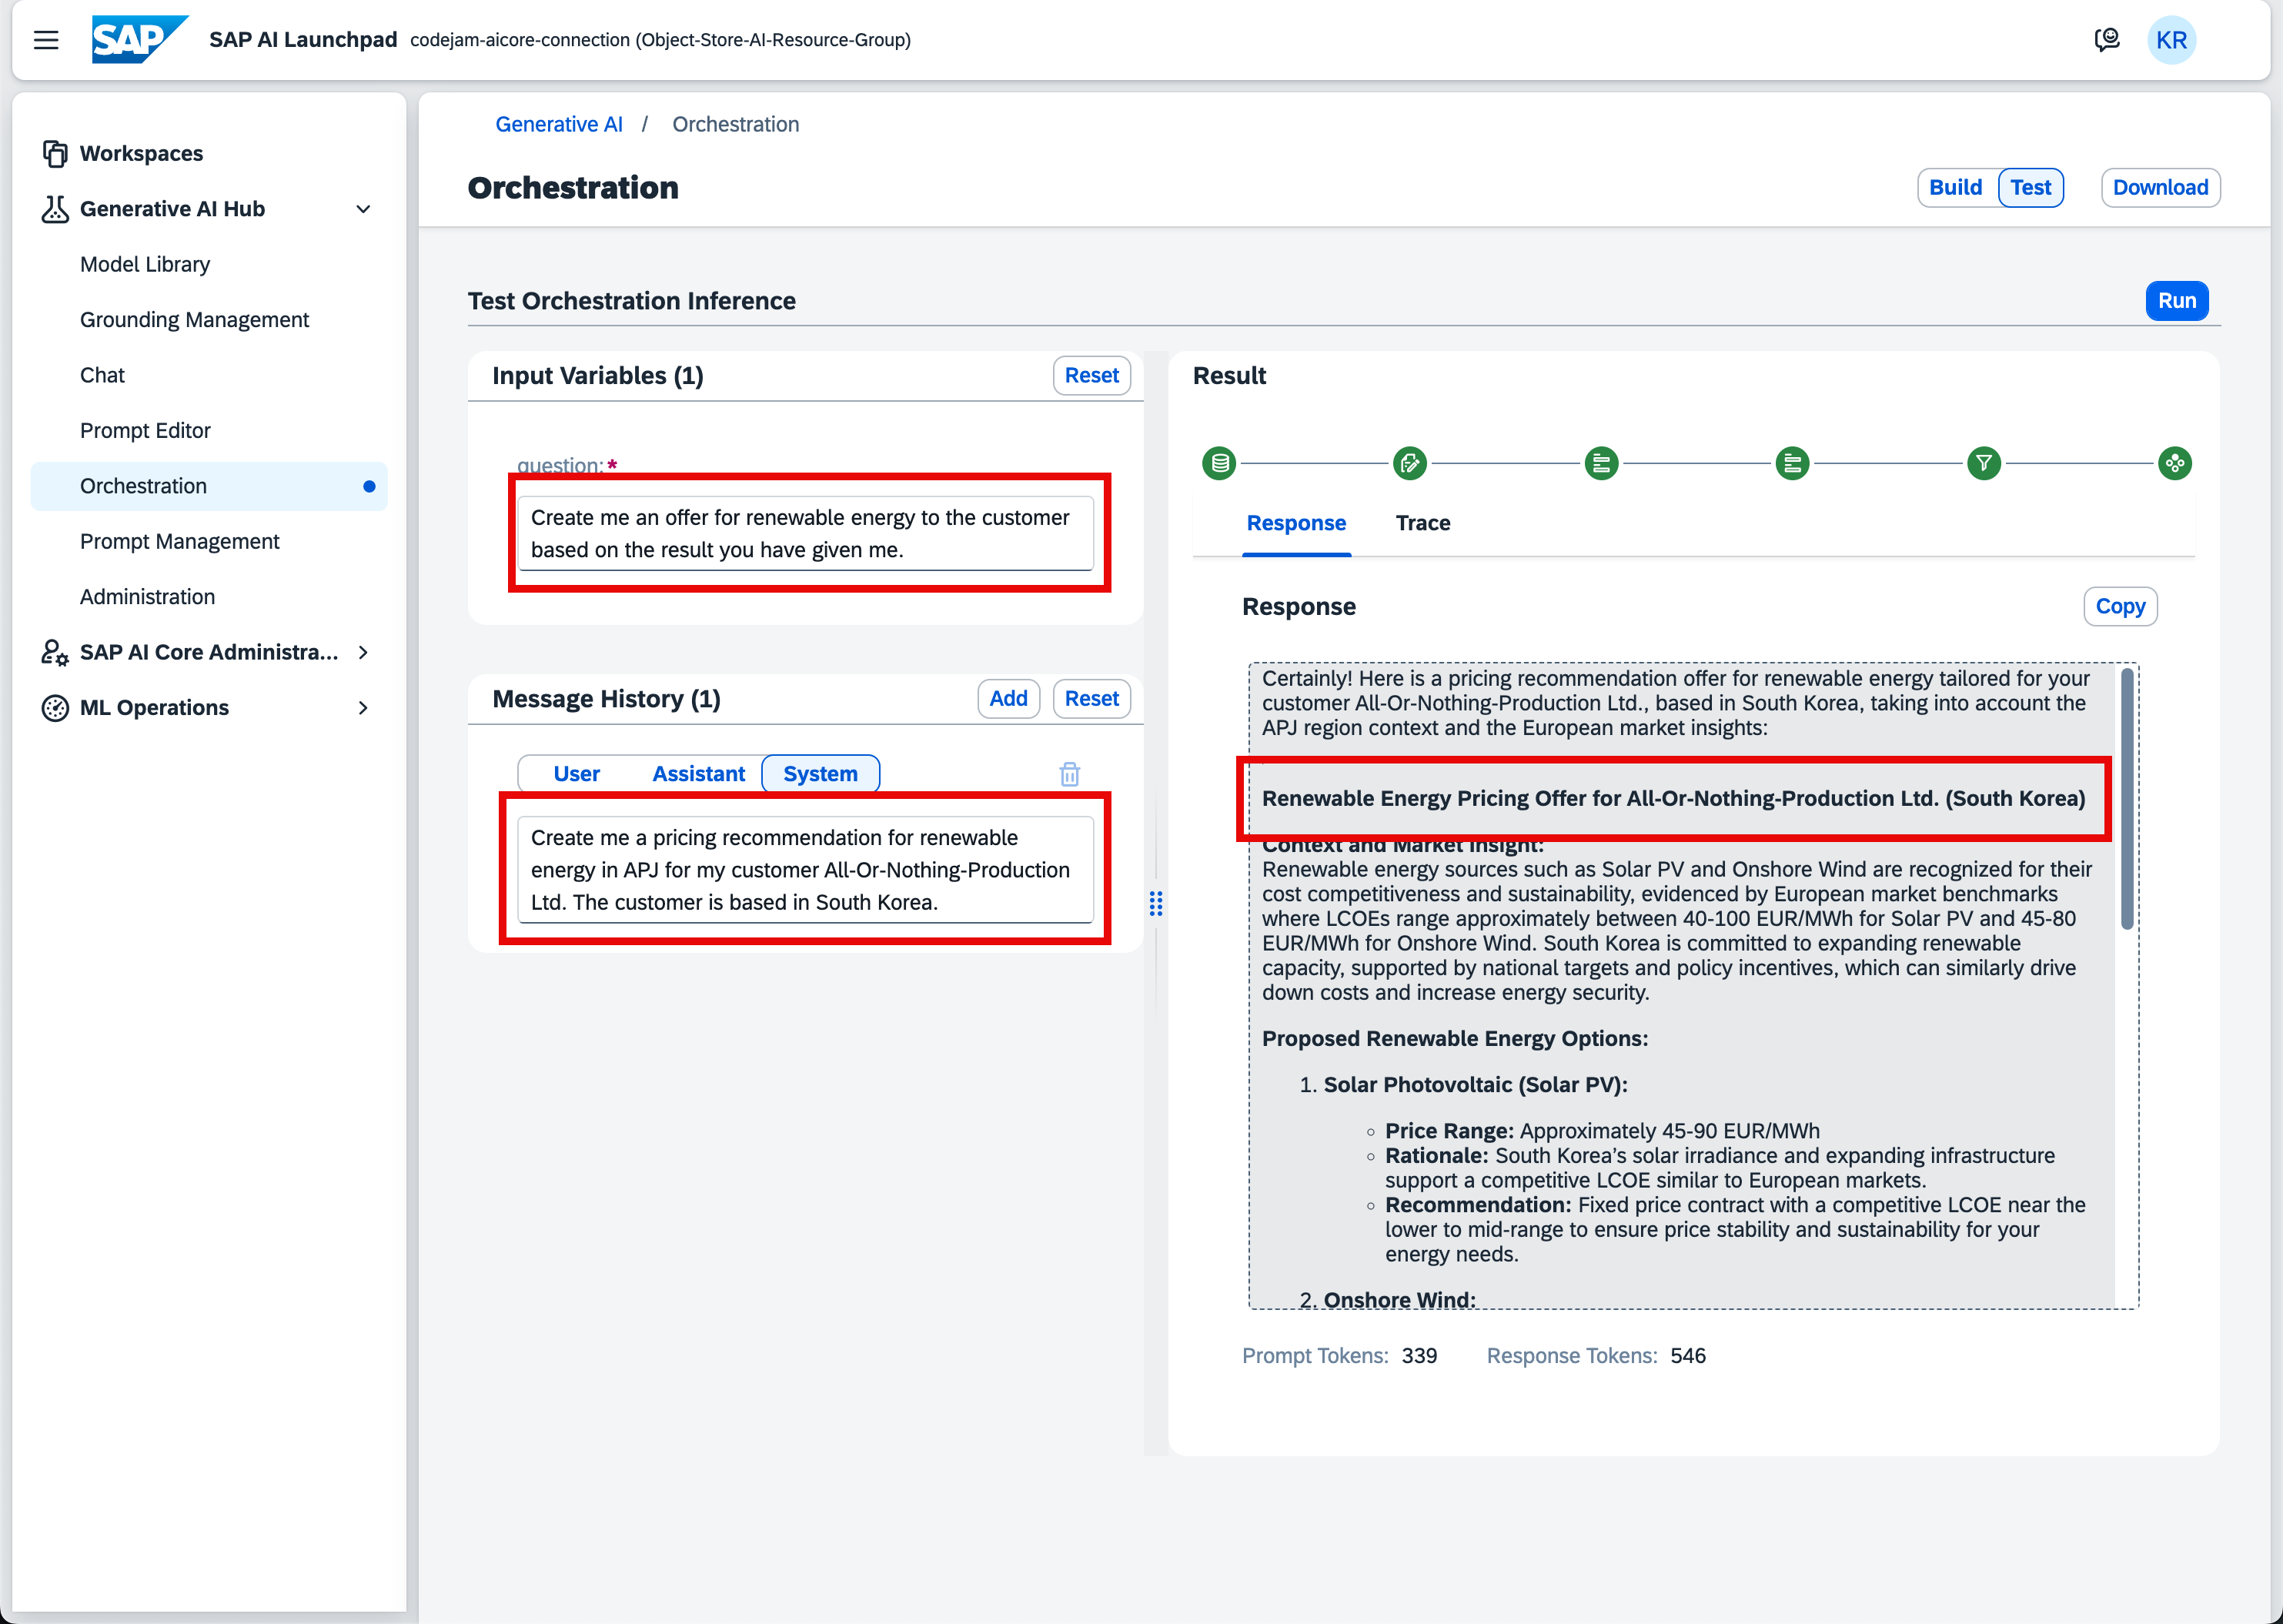 SAP
SAP AI Launchpad codejam-aicore-connection (Object-Store-AI-Resource-Group)
KR
Workspaces
Generative AI Hub
Model Library
Grounding Management
Chat
Prompt Editor
Orchestration
Prompt Management
Administration
SAP AI Core Administra...
ML Operations
Generative AI / Orchestration
Orchestration
Build Test Download
Test Orchestration Inference
Run
Input Variables (1)
Reset
question:*
Create me an offer for renewable energy to the customer
based on the result you have given me.
Message History (1)
Add Reset
User Assistant System
Create me a pricing recommendation for renewable
energy in APJ for my customer All-Or-Nothing-Production
Ltd. The customer is based in South Korea.
Result
Response Trace
Response
Copy
Certainly! Here is a pricing recommendation offer for renewable energy tailored for your
customer All-Or-Nothing-Production Ltd., based in South Korea, taking into account the
APJ region context and the European market insights:
Renewable Energy Pricing Offer for All-Or-Nothing-Production Ltd. (South Korea)
Context and Market Insight:
Renewable energy sources such as Solar PV and Onshore Wind are recognized for their
cost competitiveness and sustainability, evidenced by European market benchmarks
where LCOEs range approximately between 40-100 EUR/MWh for Solar PV and 45-80
EUR/MWh for Onshore Wind. South Korea is committed to expanding renewable
capacity, supported by national targets and policy incentives, which can similarly drive
down costs and increase energy security.
Proposed Renewable Energy Options:
1. Solar Photovoltaic (Solar PV):
◦ Price Range: Approximately 45-90 EUR/MWh
◦ Rationale: South Korea’s solar irradiance and expanding infrastructure
support a competitive LCOE similar to European markets.
◦ Recommendation: Fixed price contract with a competitive LCOE near the
lower to mid-range to ensure price stability and sustainability for your
energy needs.
2. Onshore Wind:
Prompt Tokens: 339 Response Tokens: 546